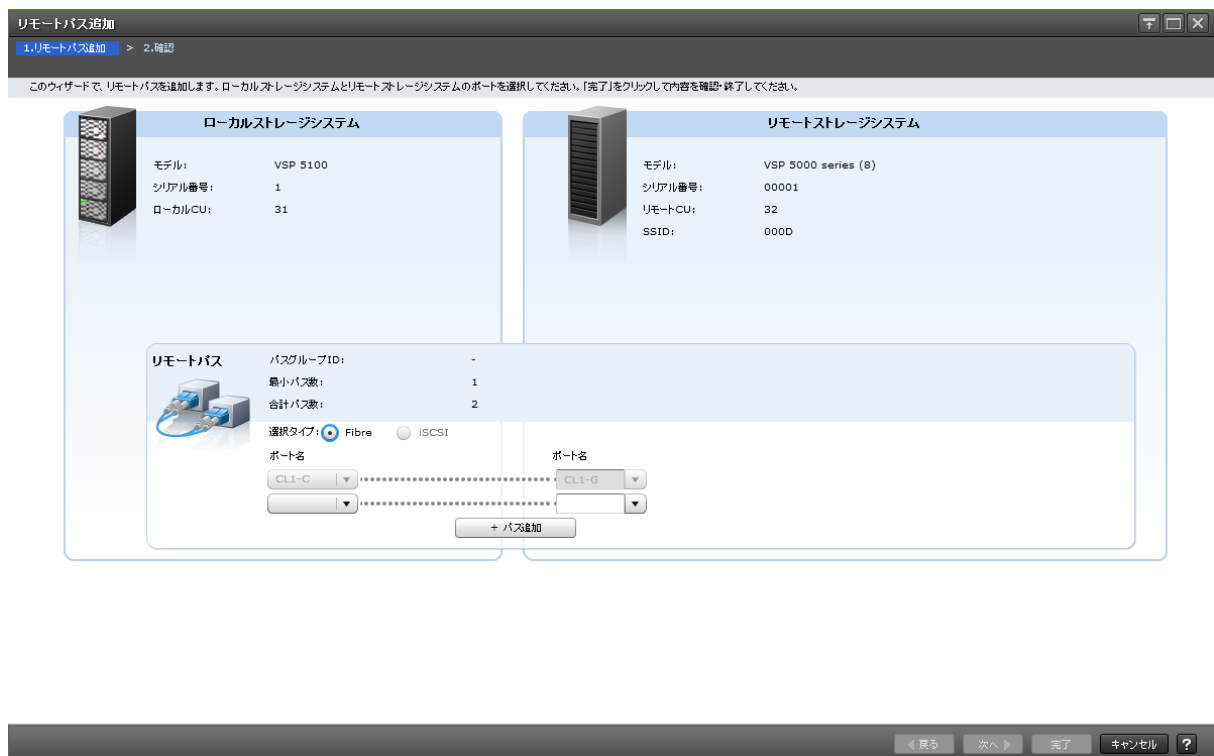 リモートパス追加
1.リモートパス追加 > 2.確認
このウィザードで、リモートパスを追加します。ローカルストレージシステムとリモートストレージシステムのポートを選択してください。「完了」をクリックして内容を確認・終了してください。
ローカルストレージシステム
モデル: VSP 5100
シリアル番号: 1
ローカルCU: 31
リモートストレージシステム
モデル: VSP 5000 series (8)
シリアル番号: 00001
リモートCU: 32
SSID: 000D
リモートパス
パスグループID: -
最小パス数: 1
合計パス数: 2
選択タイプ: Fibre iSCSI
ポート名 ポート名
CL1-C CL1-G
+ パス追加
戻る 次へ 完了 キャンセル ?